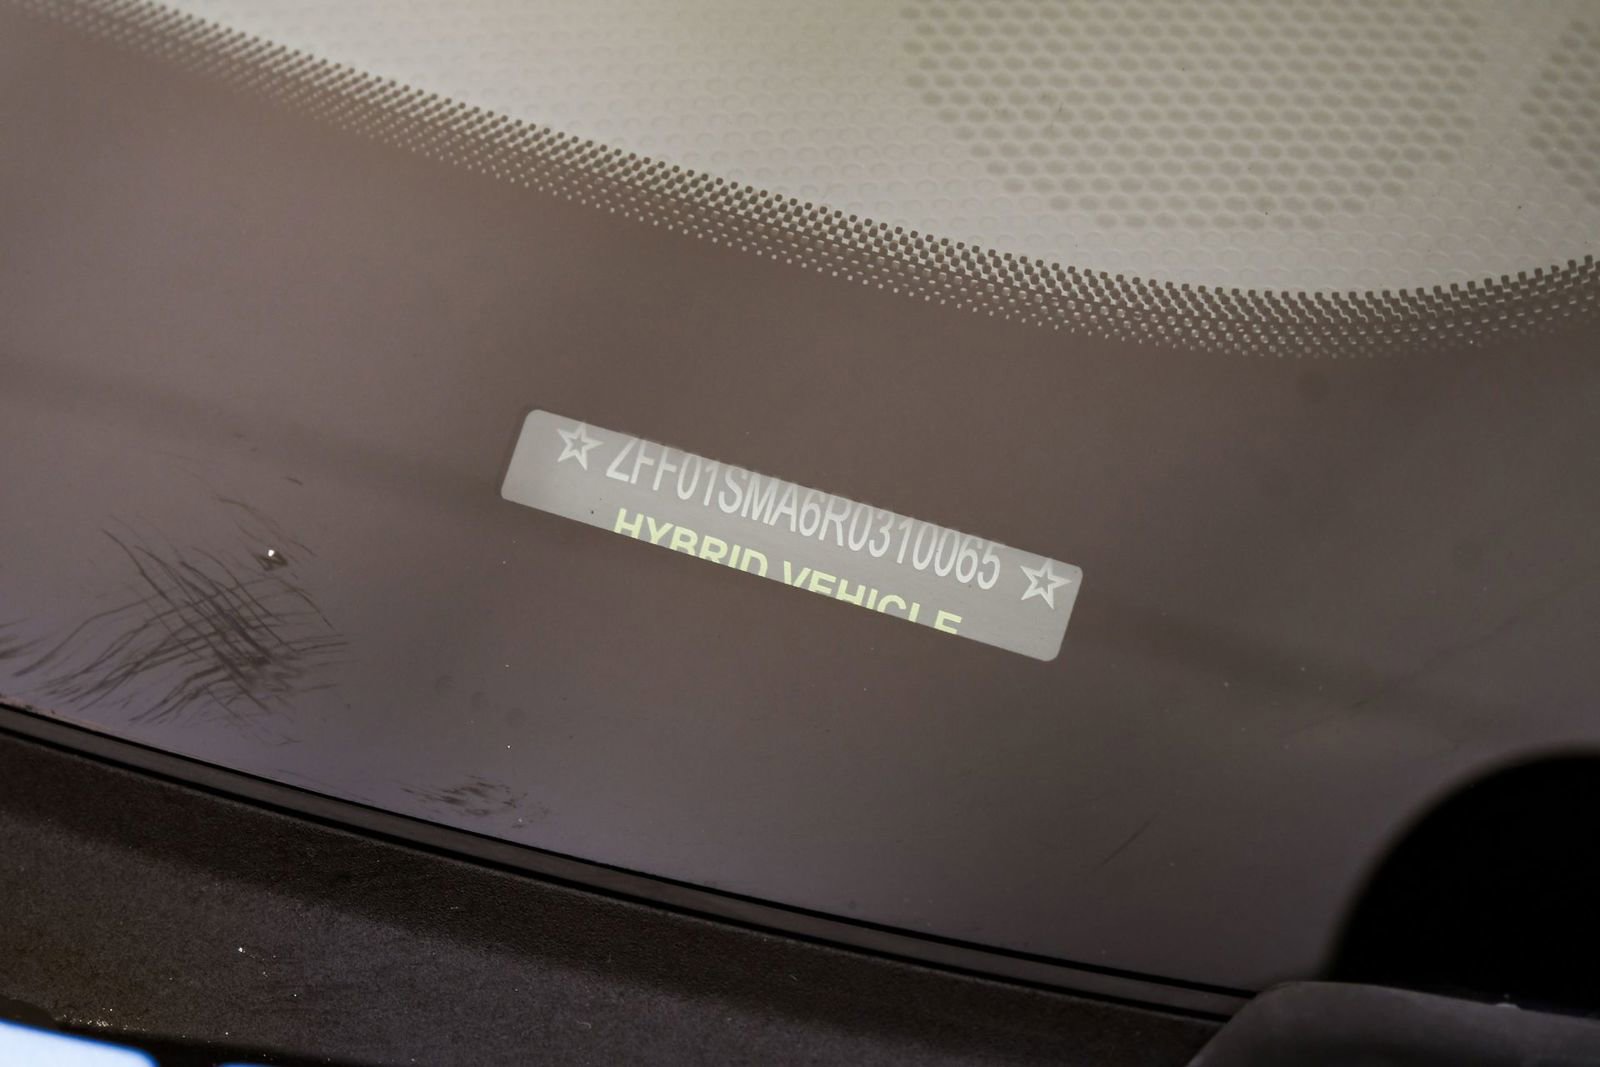 ☆ ZFF01SMA6R0310065 ☆
HYBRID VEHICLE